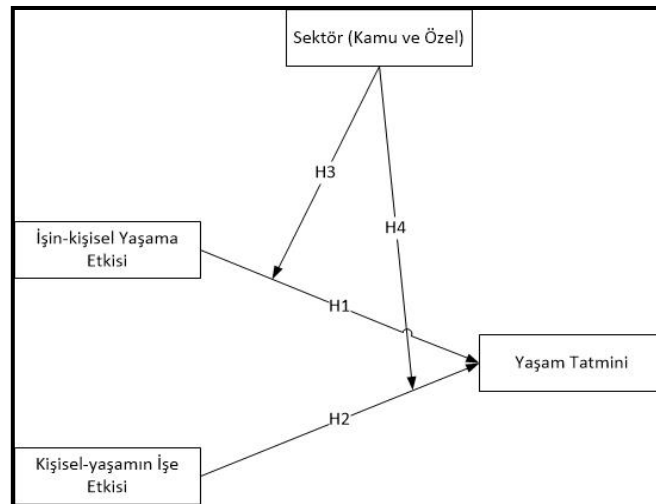 Sektör (Kamu ve Özel)
H3
H4
İşin-kişisel Yaşama
Etkisi
H1
Yaşam Tatmini
H2
Kişisel-yaşamın İşe
Etkisi